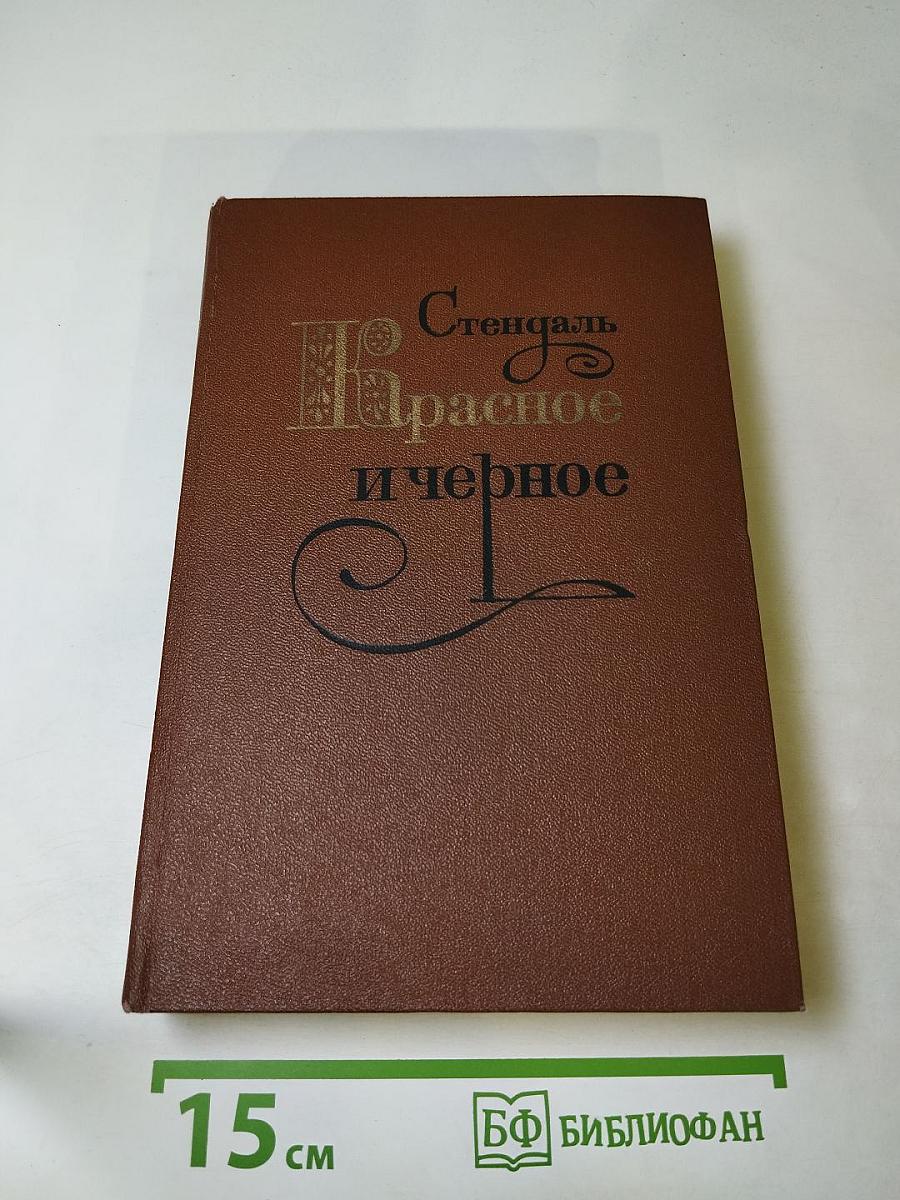 Стендаль
Красное
и черное
15 см
БФ БИБЛИОФАН